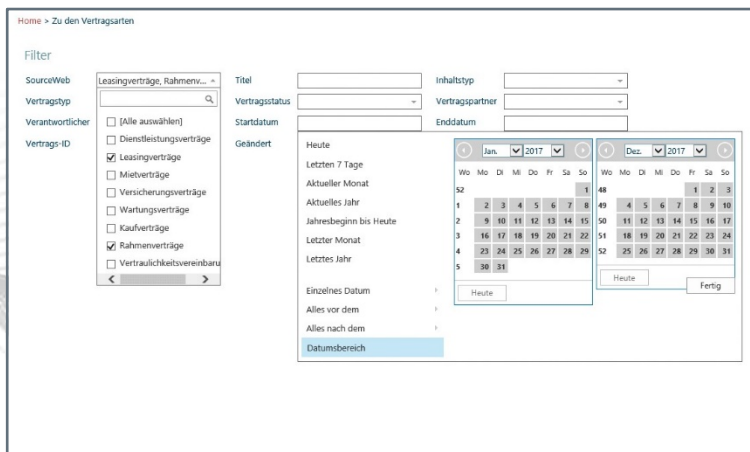 Home > Zu den Vertragsarten
Filter
SourceWeb
Leasingverträge, Rahmenv...
Titel
Inhaltstyp
Vertragstyp
Vertragsstatus
Vertragspartner
Verantwortlicher
[Alle auswählen]
Startdatum
Enddatum
Vertrags-ID
Dienstleistungsverträge
Leasingverträge
Mietverträge
Versicherungsverträge
Wartungsverträge
Kaufverträge
Rahmenverträge
Vertraulichkeitsvereinbaru
Geändert
Heute
Letzten 7 Tage
Aktueller Monat
Aktuelles Jahr
Jahresbeginn bis Heute
Letzter Monat
Letztes Jahr
Einzelnes Datum
Alles vor dem
Alles nach dem
Datumsbereich
Jan. 2017
Wo Mo Di Mi Do Fr Sa So
52 1
1 2 3 4 5 6 7 8
2 9 10 11 12 13 14 15
3 16 17 18 19 20 21 22
4 23 24 25 26 27 28 29
5 30 31
Heute
Dez. 2017
Wo Mo Di Mi Do Fr Sa So
48 1 2 3
49 4 5 6 7 8 9 10
50 11 12 13 14 15 16 17
51 18 19 20 21 22 23 24
52 25 26 27 28 29 30 31
Heute
Fertig